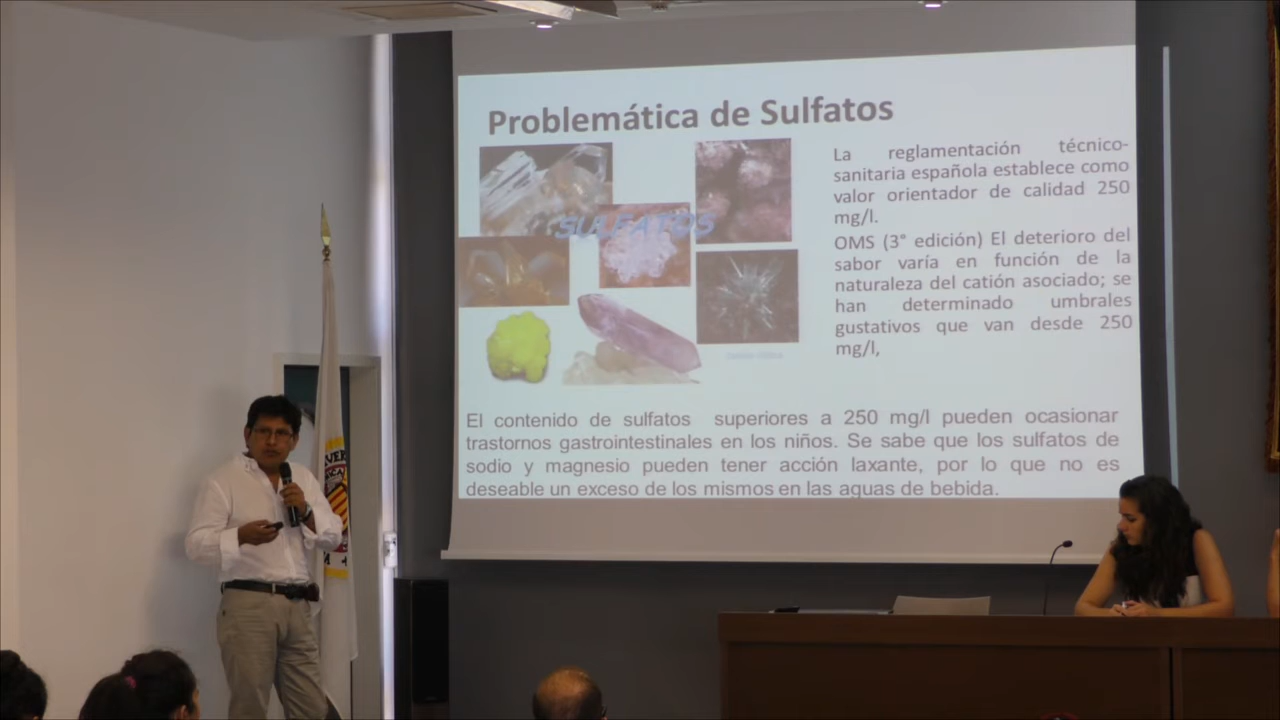 Problemática de Sulfatos
SULFATOS
La reglamentación técnico-
sanitaria española establece como
valor orientador de calidad 250
mg/l.
OMS (3° edición) El deterioro del
sabor varía en función de la
naturaleza del catión asociado; se
han determinado umbrales
gustativos que van desde 250
mg/l,
El contenido de sulfatos superiores a 250 mg/l pueden ocasionar
trastornos gastrointestinales en los niños. Se sabe que los sulfatos de
sodio y magnesio pueden tener acción laxante, por lo que no es
deseable un exceso de los mismos en las aguas de bebida.